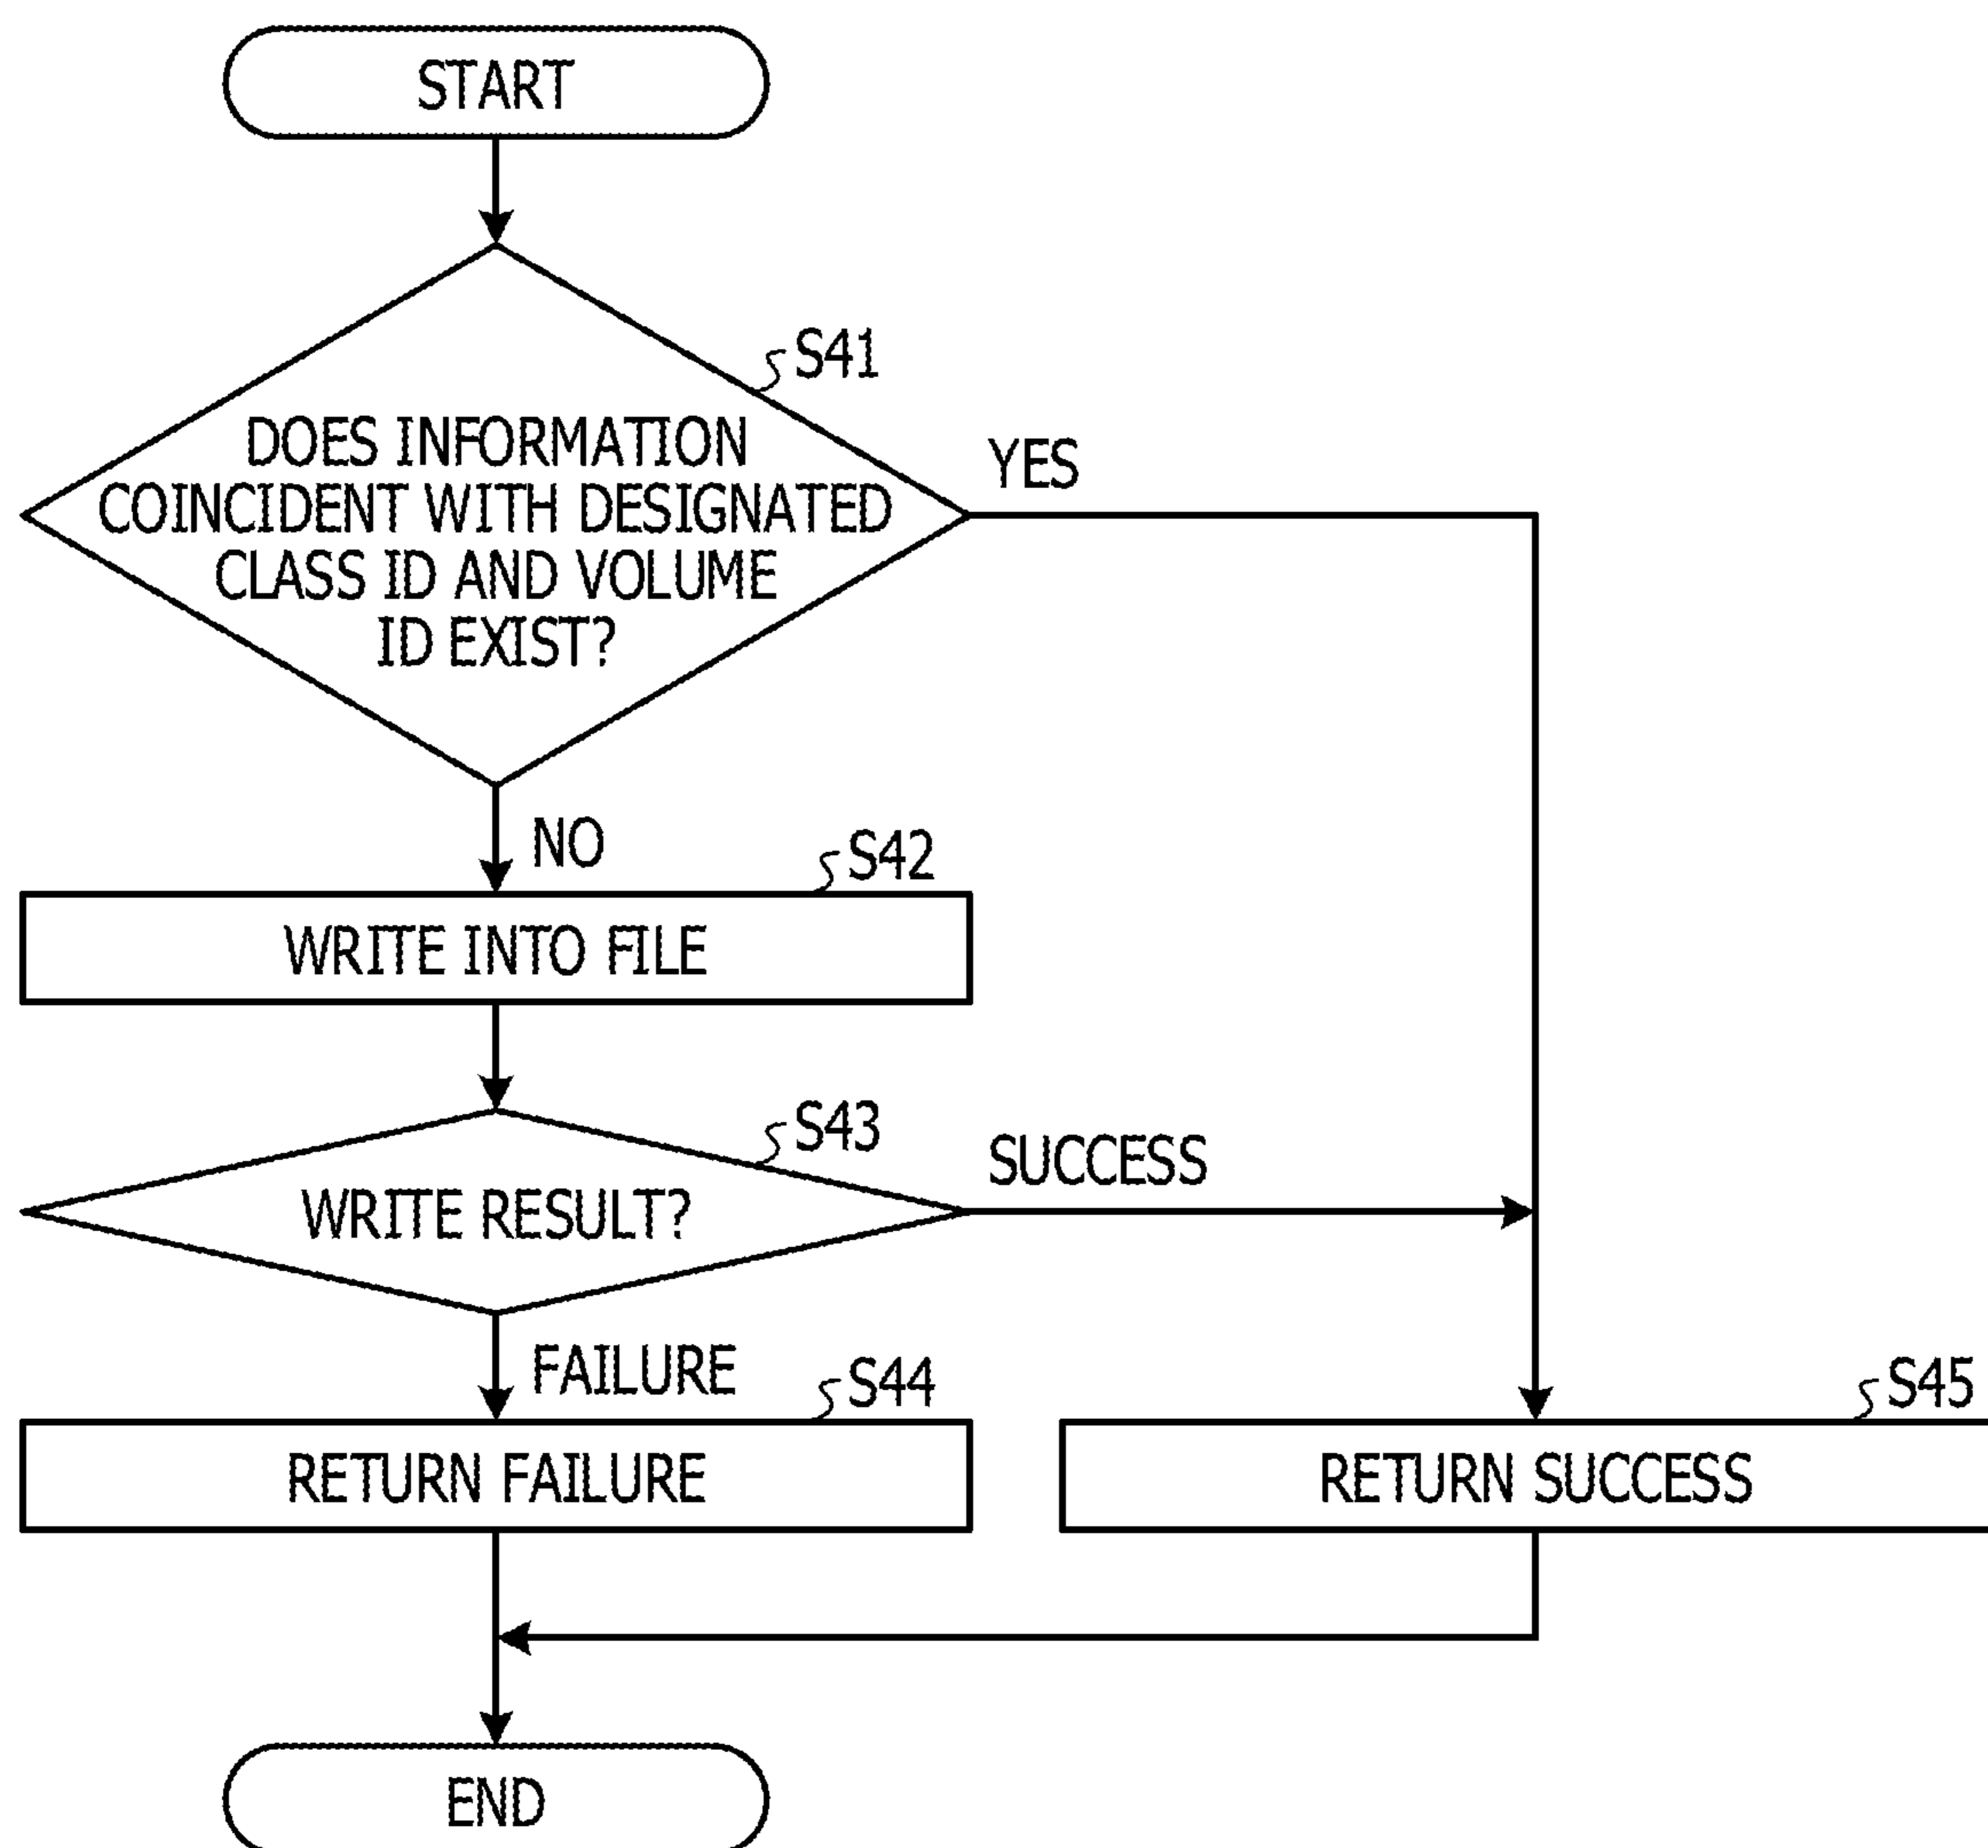 START
S41
DOES INFORMATION
COINCIDENT WITH DESIGNATED
CLASS ID AND VOLUME
ID EXIST?
YES
NO
S42
WRITE INTO FILE
S43
WRITE RESULT?
SUCCESS
FAILURE
S44
RETURN FAILURE
S45
RETURN SUCCESS
END